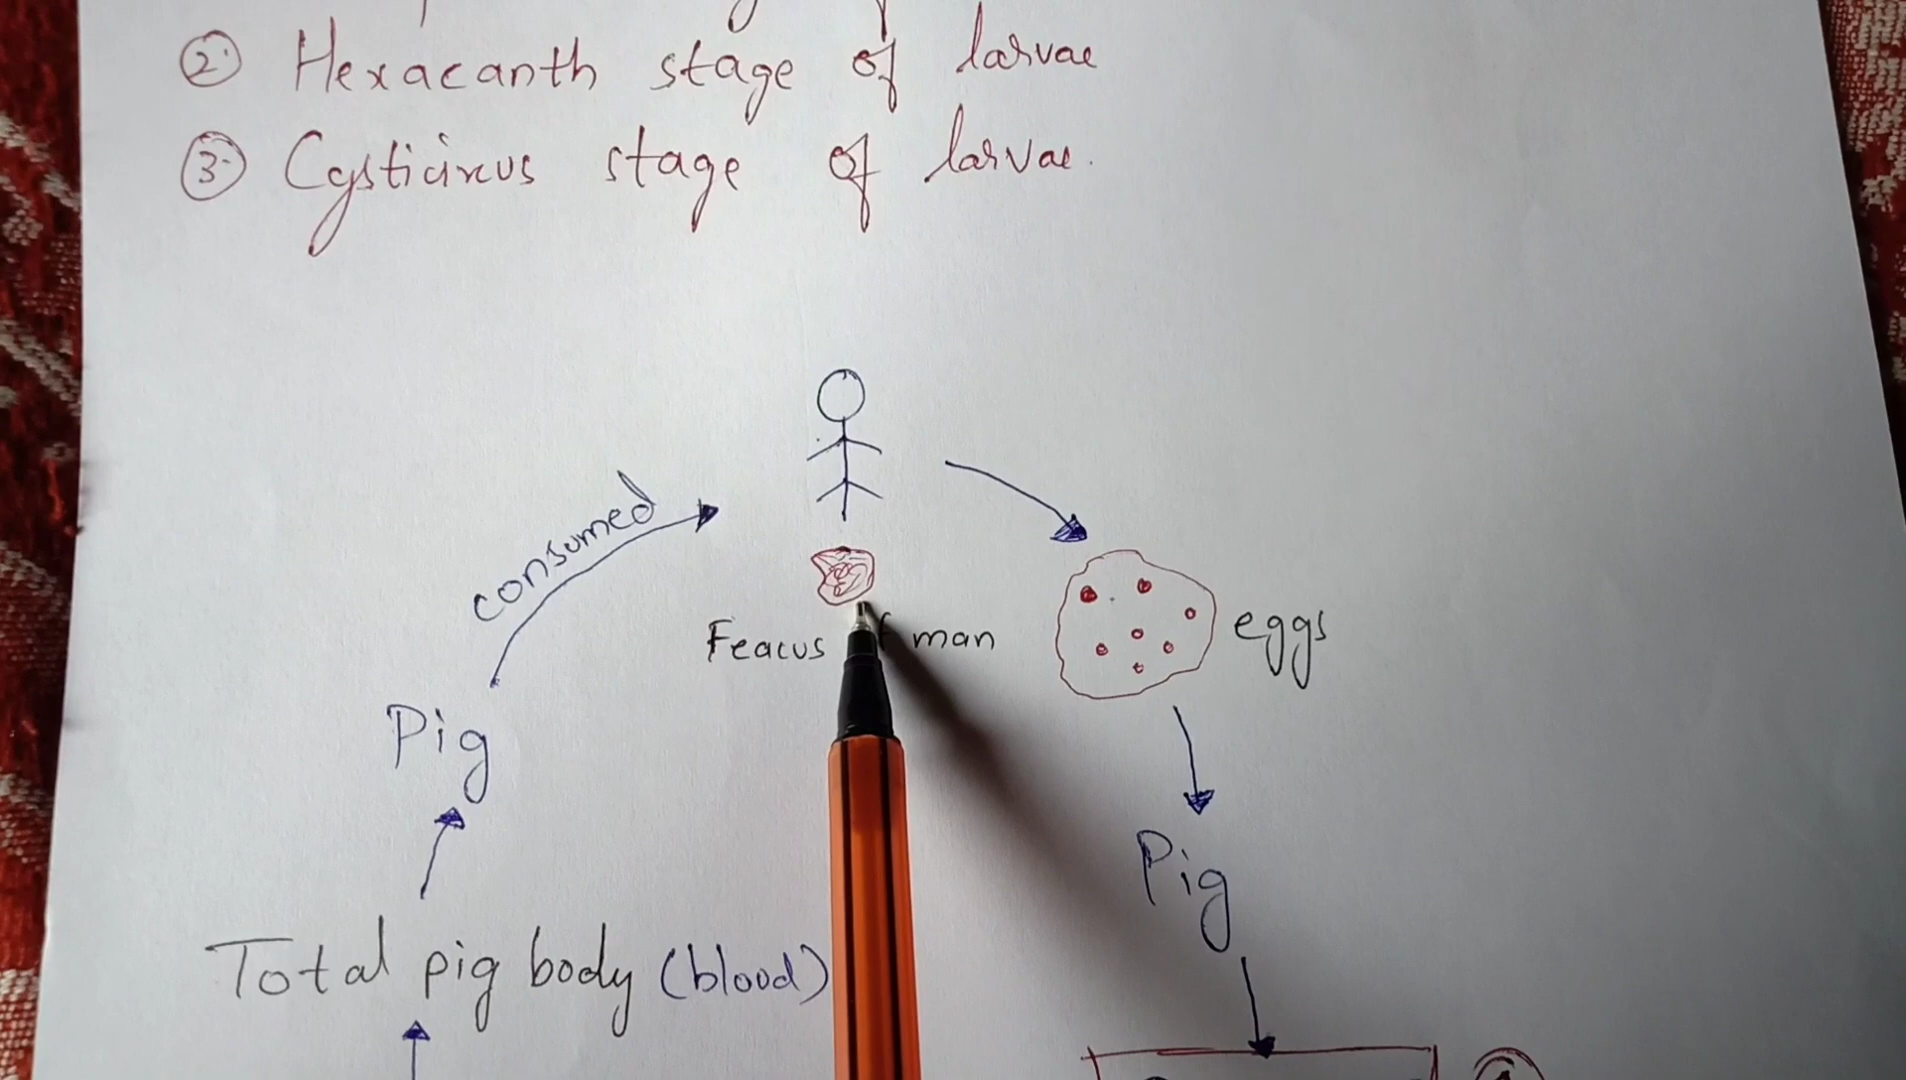 2. Hexacanth stage of larvae
3. Cysticircus stage of larvae.
consumed
Feacus man
eggs
Pig
Pig
Total pig body (blood)